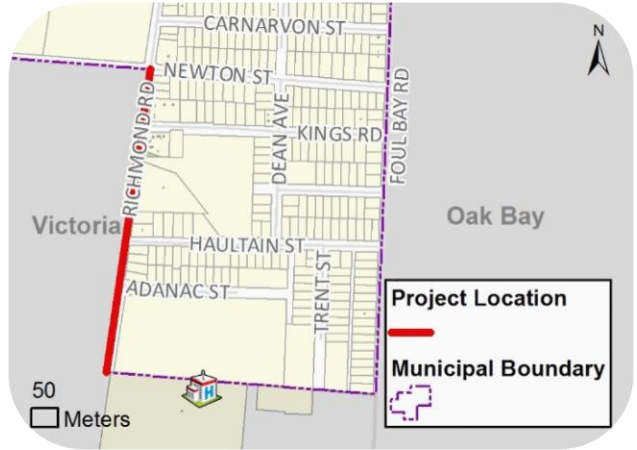 CARNARVON ST
N
NEWTON ST
RICHMOND RD
DEAN AVE
KINGS RD
FOUL BAY RD
Victoria
Oak Bay
HAULTAIN ST
ADANAC ST
TRENT ST
Project Location
Municipal Boundary
H
50
Meters